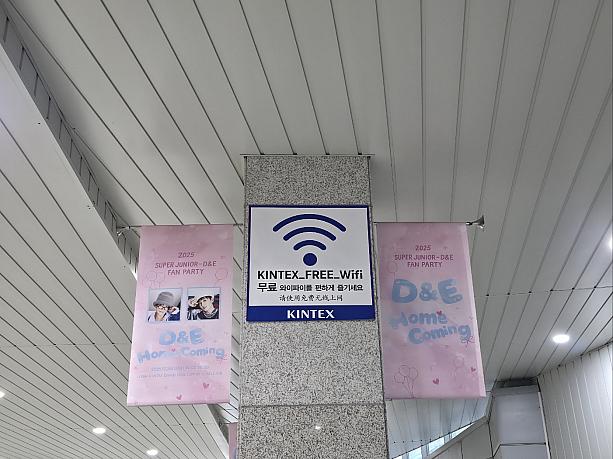 2025
SUPER JUNIOR-D&E
FAN PARTY
D&E
Home Coming
KINTEX_FREE_Wifi
무료 와이파이를 편하게 즐기세요
请使用免费无线上网
KINTEX
2025
SUPER JUNIOR-D&E
FAN PARTY
D&E
Home
Coming